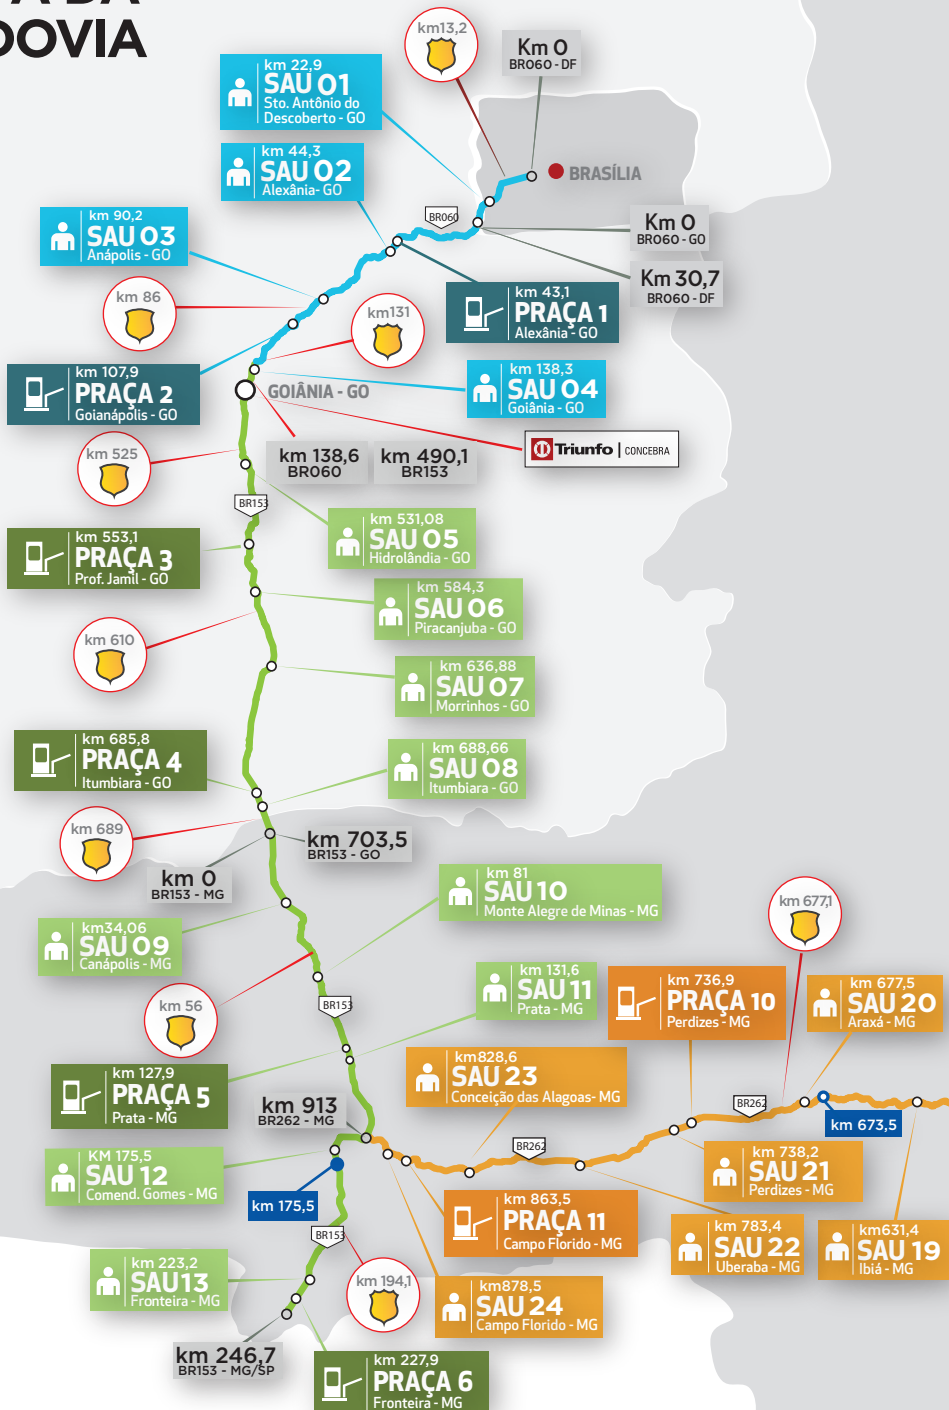 DOVIA
km13,2
Km 0
BR060 - DF
km 22,9
SAU 01
Sto. Antônio do
Descoberto - GO
km 44,3
SAU 02
Alexânia- GO
BRASÍLIA
BR060
km 90,2
SAU 03
Anápolis - GO
Km 0
BR060 - GO
Km 30,7
BR060 - DF
km 86
km 43,1
PRAÇA 1
Alexânia - GO
km131
km 107,9
PRAÇA 2
Goianápolis - GO
GOIÂNIA - GO
km 138,3
SAU 04
Goiânia - GO
km 525
km 138,6
BR060
km 490,1
BR153
Triunfo | CONCEBRA
BR153
km 531,08
SAU 05
Hidrolândia - GO
km 553,1
PRAÇA 3
Prof. Jamil - GO
km 584,3
SAU 06
Piracanjuba - GO
km 610
km 636,88
SAU 07
Morrinhos - GO
km 685,8
PRAÇA 4
Itumbiara - GO
km 688,66
SAU 08
Itumbiara - GO
km 689
km 703,5
BR153 - GO
km 0
BR153 - MG
km 81
SAU 10
Monte Alegre de Minas - MG
km 677,1
km34,06
SAU 09
Canápolis - MG
km 56
BR153
km 131,6
SAU 11
Prata - MG
km 736,9
PRAÇA 10
Perdizes - MG
km 677,5
SAU 20
Araxá - MG
km 127,9
PRAÇA 5
Prata - MG
km828,6
SAU 23
Conceição das Alagoas- MG
km 913
BR262 - MG
BR262
km 673,5
BR262
KM 175,5
SAU 12
Comend. Gomes - MG
km 738,2
SAU 21
Perdizes - MG
km 175,5
km 863,5
PRAÇA 11
Campo Florido - MG
km 783,4
SAU 22
Uberaba - MG
km631,4
SAU 19
Ibiá - MG
BR153
km 223,2
SAU13
Fronteira - MG
km 194,1
km878,5
SAU 24
Campo Florido - MG
km 246,7
BR153 - MG/SP
km 227,9
PRAÇA 6
Fronteira - MG